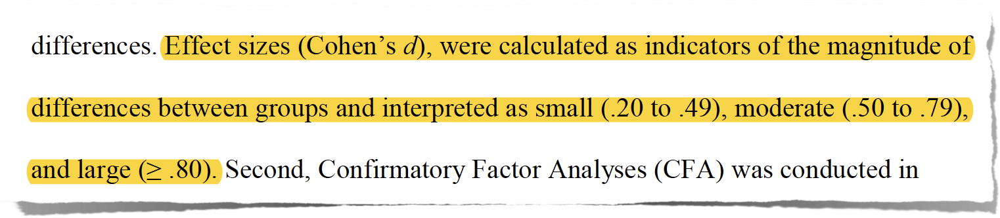 differences. Effect sizes (Cohen’s d), were calculated as indicators of the magnitude of
differences between groups and interpreted as small (.20 to .49), moderate (.50 to .79),
and large (≥ .80). Second, Confirmatory Factor Analyses (CFA) was conducted in